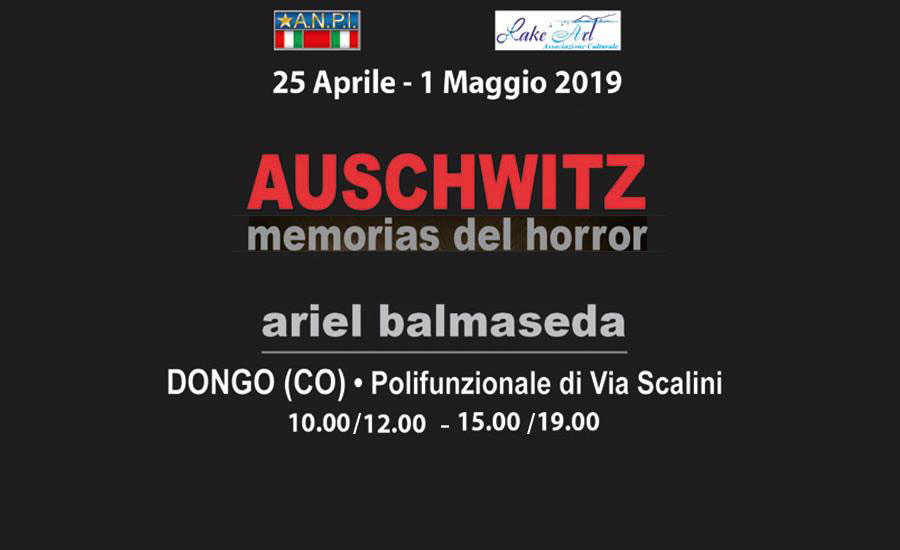 A.N.P.I.
Lake Art
Associazione Culturale
25 Aprile - 1 Maggio 2019
AUSCHWITZ
memorias del horror
ariel balmaseda
DONGO (CO) • Polifunzionale di Via Scalini
10.00/12.00 - 15.00 /19.00